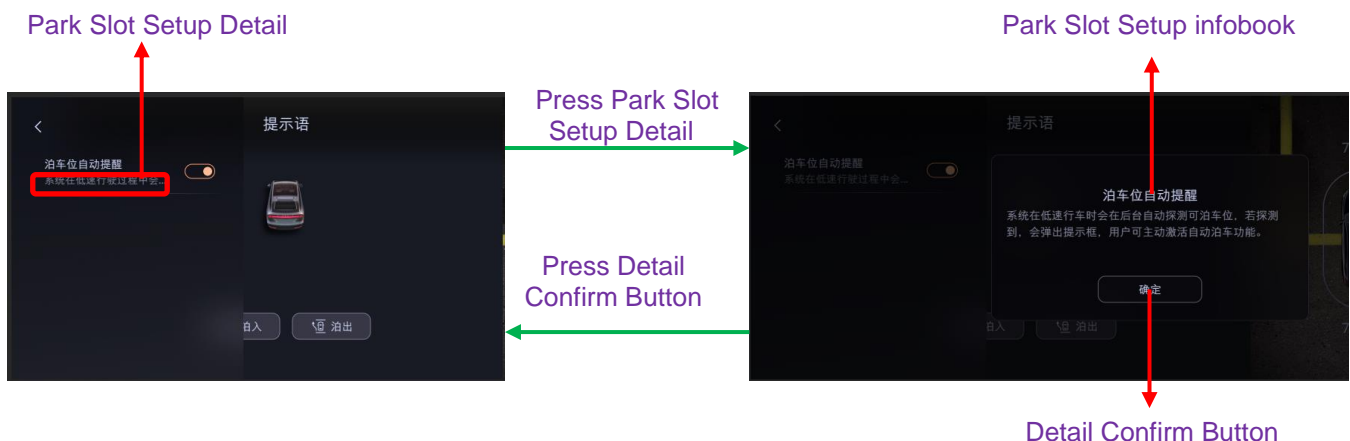 Park Slot Setup Detail
Park Slot Setup infobook
<
提示语
泊车位自动提醒
系统在低速行驶过程中会...
泊入
泊出
Press Park Slot
Setup Detail
Press Detail
Confirm Button
<
提示语
泊车位自动提醒
系统在低速行驶过程中会...
泊车位自动提醒
系统在低速行车时会在后台自动探测可泊车位,若探测
到,会弹出提示框,用户可主动激活自动泊车功能。
确定
泊入
泊出
7
7
Detail Confirm Button